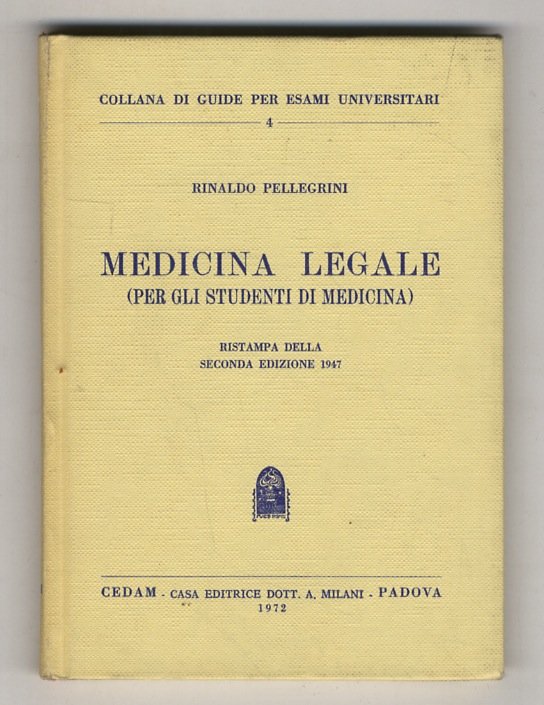 COLLANA DI GUIDE PER ESAMI UNIVERSITARI
4
RINALDO PELLEGRINI
MEDICINA LEGALE
(PER GLI STUDENTI DI MEDICINA)
RISTAMPA DELLA
SECONDA EDIZIONE 1947
CEDAM - CASA EDITRICE DOTT. A. MILANI - PADOVA
1972